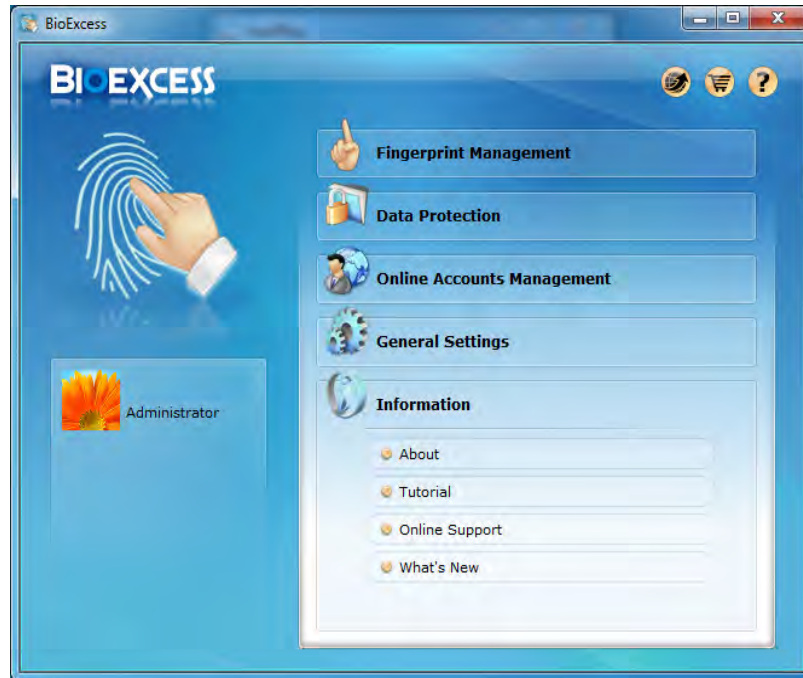 BioExcess
BIOEXCESS
?
Fingerprint Management
Data Protection
Online Accounts Management
General Settings
Information
About
Tutorial
Online Support
What's New
Administrator